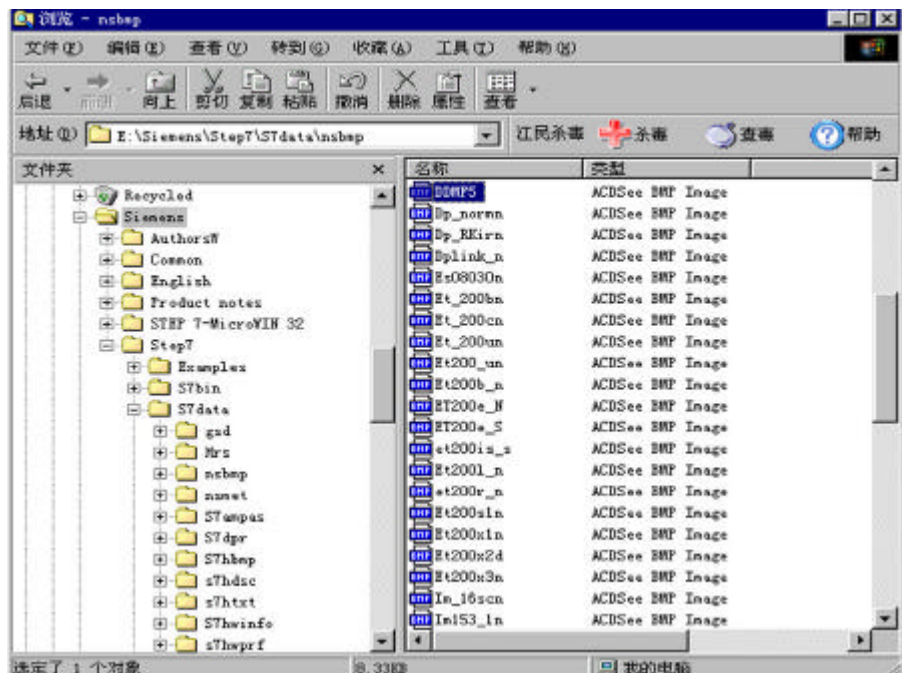 浏览 - nsbmp
文件(F) 编辑(E) 查看(V) 转到(G) 收藏(A) 工具(T) 帮助(H)
后退 前进 向上 剪切 复制 粘贴 撤消 删除 属性 查看
地址(D) E:\Siemens\Step7\S7data\nsbmp 江民杀毒 杀毒 查毒 帮助
文件夹
Recycled
Siemens
AuthorsW
Common
English
Product notes
STEP 7-MicroWIN 32
Step7
Examples
S7bin
S7data
gsd
Mrs
ncbmp
nsmet
S7ampas
S7dpr
S7hbmp
s7hdsc
s7htxt
S7hwinfo
s7hwprf
名称 类型
DDMPS ACDSee BMP Image
Dp_normn ACDSee BMP Image
Dp_RKirn ACDSee BMP Image
Dplink_n ACDSee BMP Image
Es08030n ACDSee BMP Image
Et_200bn ACDSee BMP Image
Et_200cn ACDSee BMP Image
Et_200un ACDSee BMP Image
Et200_un ACDSee BMP Image
Et200b_n ACDSee BMP Image
ET200e_N ACDSee BMP Image
ET200e_S ACDSee BMP Image
et200is_s ACDSee BMP Image
Et200l_n ACDSee BMP Image
et200r_n ACDSee BMP Image
Et200s1n ACDSee BMP Image
Et200x1n ACDSee BMP Image
Et200x2d ACDSee BMP Image
Et200x3n ACDSee BMP Image
Im_16scn ACDSee BMP Image
Im153_1n ACDSee BMP Image
选定了 1 个对象 8.33KB 我的电脑